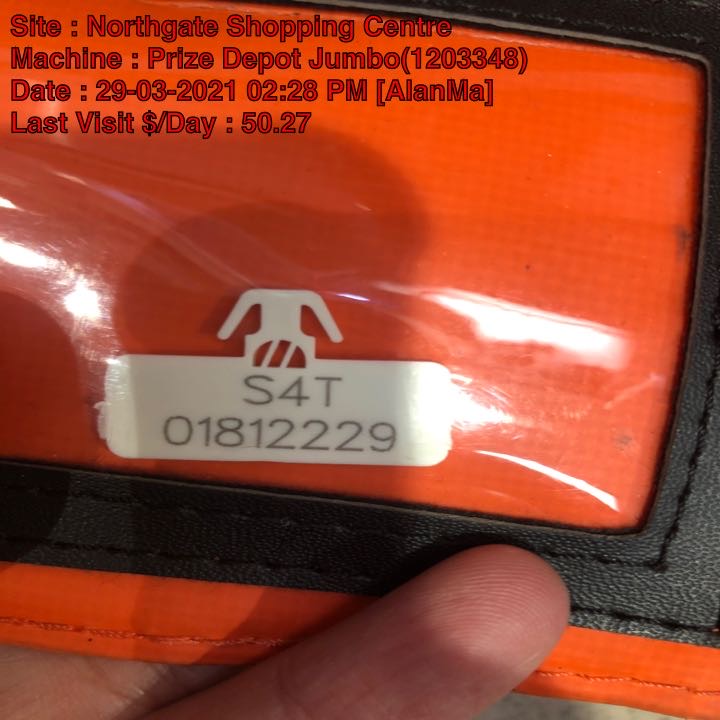 Site : Northgate Shopping Centre
Machine : Prize Depot Jumbo(1203348)
Date : 29-03-2021 02:28 PM [AlanMa]
Last Visit $/Day : 50.27
S4T
01812229